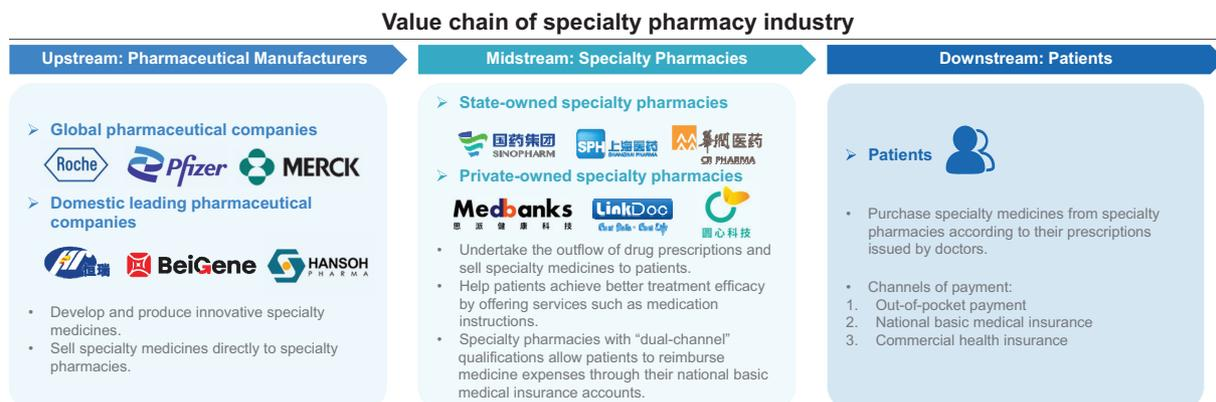 Value chain of specialty pharmacy industry
Upstream: Pharmaceutical Manufacturers
Global pharmaceutical companies
Roche
Pfizer
MERCK
Domestic leading pharmaceutical
companies
恒瑞
BeiGene
HANSOH
PHARMA
• Develop and produce innovative specialty
medicines.
• Sell specialty medicines directly to specialty
pharmacies.
Midstream: Specialty Pharmacies
State-owned specialty pharmacies
国药集团
SINOPHARM
SPH 上海医药
SHANGHAI PHARMA
華潤医药
CR PHARMA
Private-owned specialty pharmacies
Medbanks
思派健康科技
LinkDoc
圆心科技
• Undertake the outflow of drug prescriptions and
sell specialty medicines to patients.
• Help patients achieve better treatment efficacy
by offering services such as medication
instructions.
• Specialty pharmacies with “dual-channel”
qualifications allow patients to reimburse
medicine expenses through their national basic
medical insurance accounts.
Downstream: Patients
Patients
• Purchase specialty medicines from specialty
pharmacies according to their prescriptions
issued by doctors.
• Channels of payment:
1. Out-of-pocket payment
2. National basic medical insurance
3. Commercial health insurance